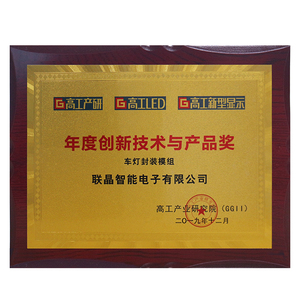 G 高工产研 G 高工LED G 高工新型显示
年度创新技术与产品奖
车灯封装模组
联晶智能电子有限公司
高工产业研究院 (GGII)
二〇一九年十二月